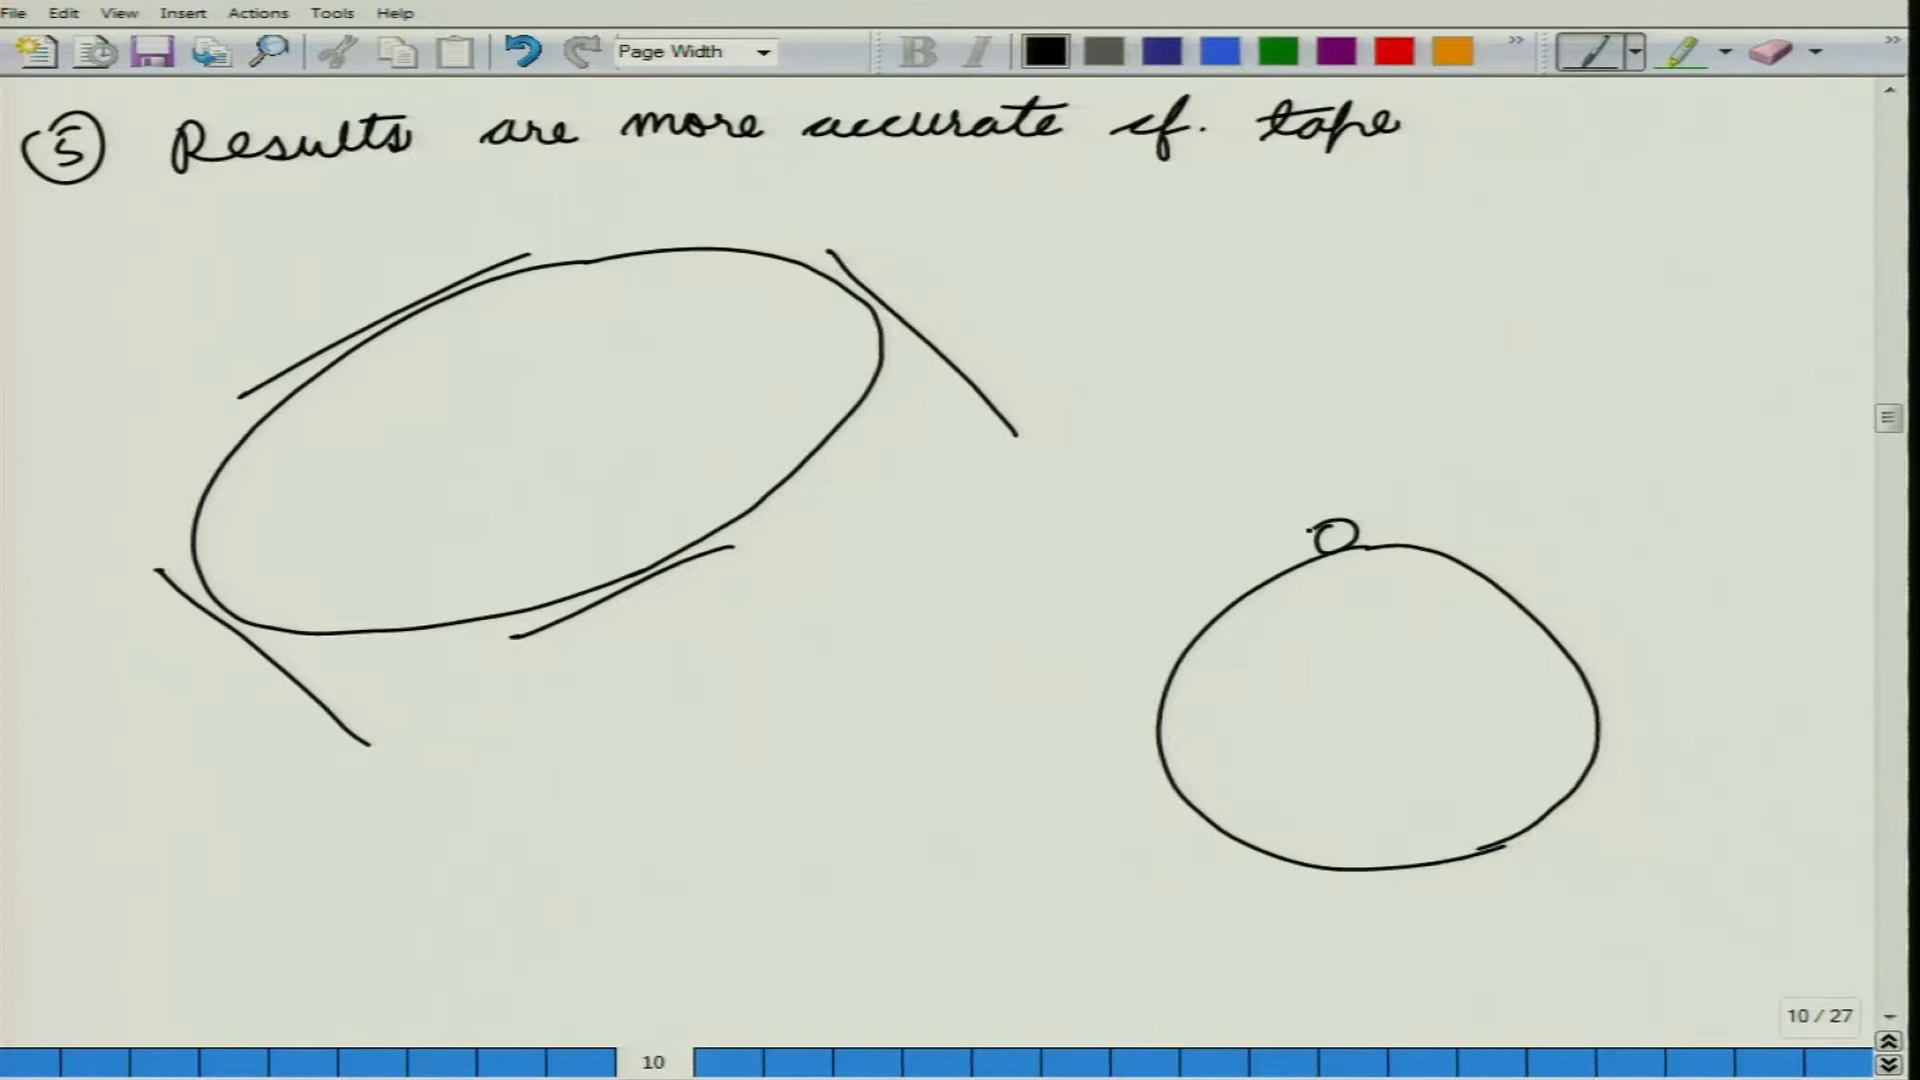 File Edit View Insert Actions Tools Help
Page Width B I
5 Results are more accurate cf. tape
10 / 27
10